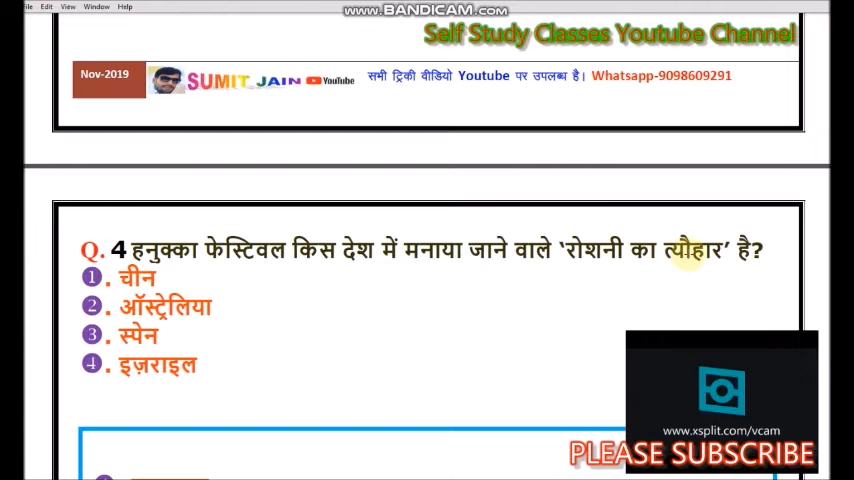 www.BANDICAM.com
File Edit View Window Help
Self Study Classes Youtube Channel
Nov-2019 SUMIT JAIN YouTube सभी ट्रिकी वीडियो Youtube पर उपलब्ध है। Whatsapp-9098609291
Q. 4 हनुक्का फेस्टिवल किस देश में मनाया जाने वाले ‘रोशनी का त्यौहार’ है?
1. चीन
2. ऑस्ट्रेलिया
3. स्पेन
4. इज़राइल
www.xsplit.com/vcam
PLEASE SUBSCRIBE